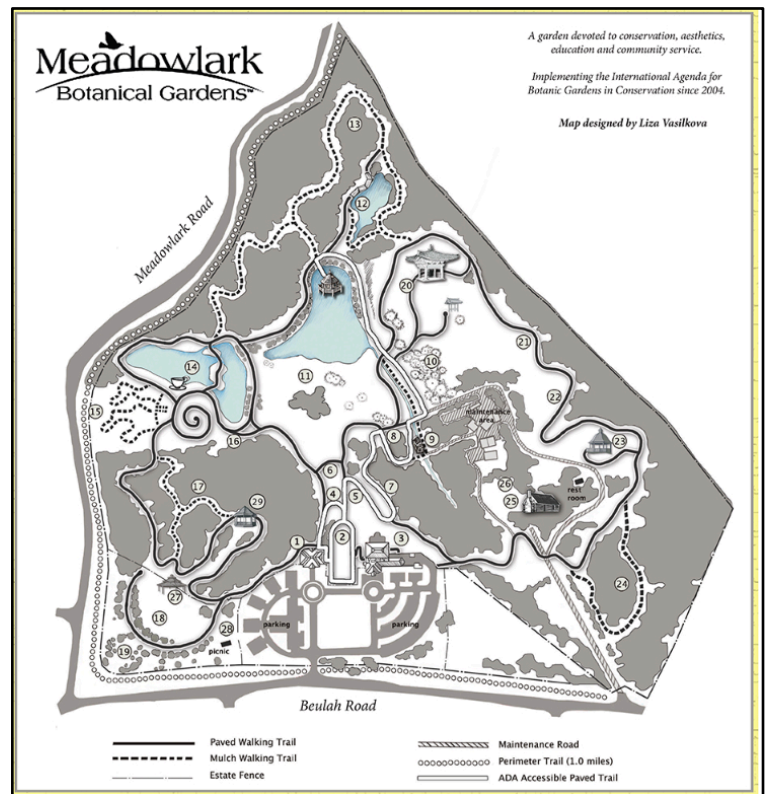 Meadowlark
Botanical Gardens™
A garden devoted to conservation, aesthetics,
education and community service.
Implementing the International Agenda for
Botanic Gardens in Conservation since 2004.
Map designed by Liza Vasilkova
Meadowlark Road
13
12
20
21
14
11
10
22
15
16
maintenance
area
8
9
23
6
17
4
5
7
26
25
rest
room
29
1
2
3
24
27
18
28
19
picnic
parking
parking
Beulah Road
Paved Walking Trail
Mulch Walking Trail
Estate Fence
Maintenance Road
Perimeter Trail (1.0 miles)
ADA Accessible Paved Trail